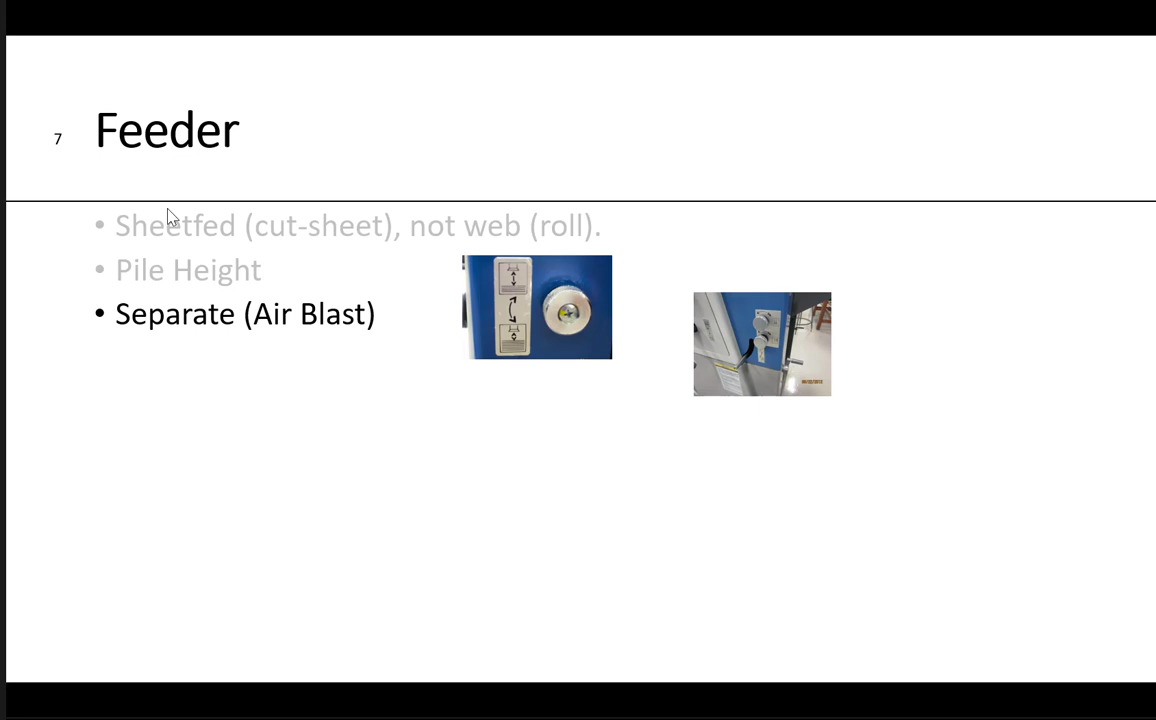 7
Feeder
• Sheetfed (cut-sheet), not web (roll).
• Pile Height
• Separate (Air Blast)